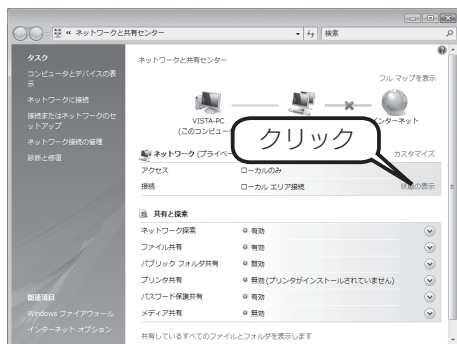 « ネットワークと共有センター
検索
タスク
コンピュータとデバイスの表
示
ネットワークに接続
接続またはネットワークのセ
ットアップ
ネットワーク接続の管理
診断と修復
ネットワークと共有センター
フル マップを表示
VISTA-PC
(このコンピュー
ンターネット
クリック
ネットワーク (プライベー
カスタマイズ
アクセス ローカルのみ
接続 ローカル エリア接続 状態の表示
共有と探索
ネットワーク探索 有効
ファイル共有 有効
パブリック フォルダ共有 無効
プリンタ共有 無効(プリンタがインストールされていません)
パスワード保護共有 有効
メディア共有 無効
共有しているすべてのファイルとフォルダを表示します
関連項目
Windows ファイアウォール
インターネット オプション